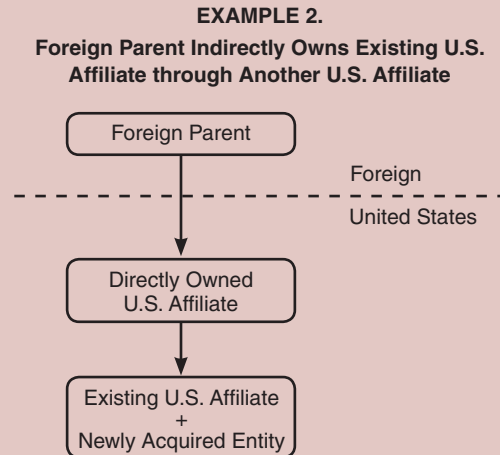 EXAMPLE 2.
Foreign Parent Indirectly Owns Existing U.S.
Affiliate through Another U.S. Affiliate
Foreign Parent
Foreign
United States
Directly Owned
U.S. Affiliate
Existing U.S. Affiliate
+
Newly Acquired Entity